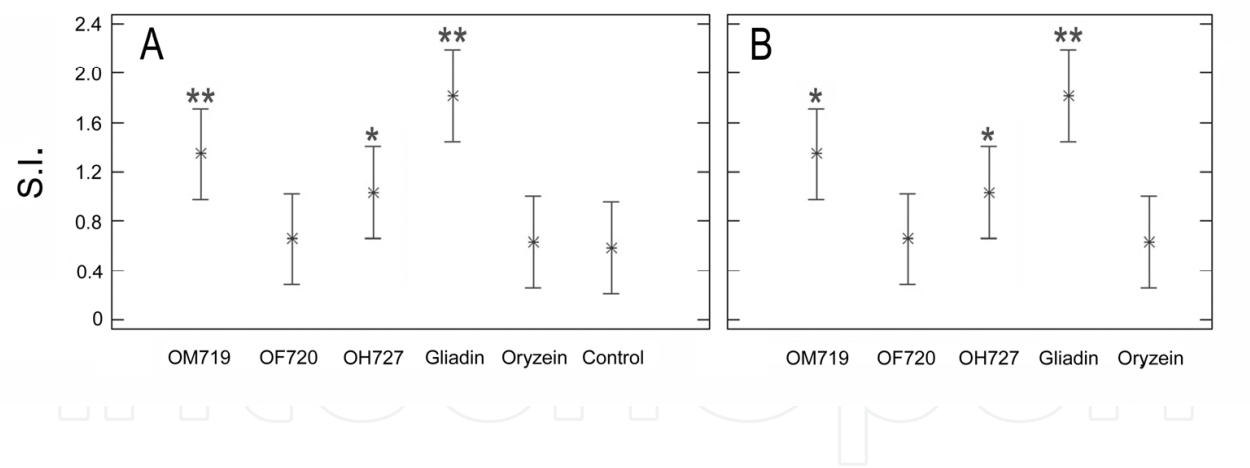 A
B
2.4
2.0
1.6
1.2
0.8
0.4
0
S.I.
**
*
**
*
*
**
OM719 OF720 OH727 Gliadin Oryzein Control
OM719 OF720 OH727 Gliadin Oryzein